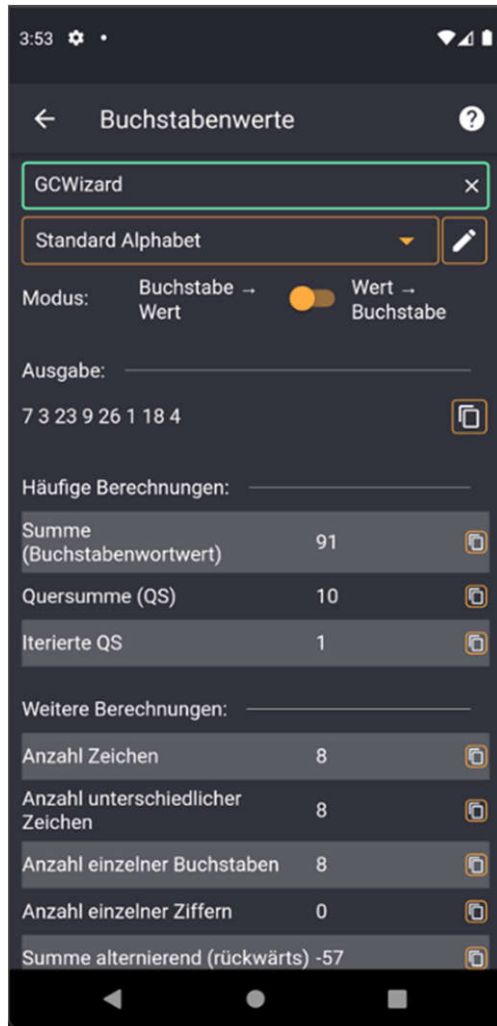 3:53
Buchstabenwerte
GCWizard
Standard Alphabet
Modus: Buchstabe → Wert → 
Wert Buchstabe
Ausgabe:
7 3 23 9 26 1 18 4
Häufige Berechnungen:
Summe
(Buchstabenwortwert) 91
Quersumme (QS) 10
Iterierte QS 1
Weitere Berechnungen:
Anzahl Zeichen 8
Anzahl unterschiedlicher
Zeichen 8
Anzahl einzelner Buchstaben 8
Anzahl einzelner Ziffern 0
Summe alternierend (rückwärts) -57